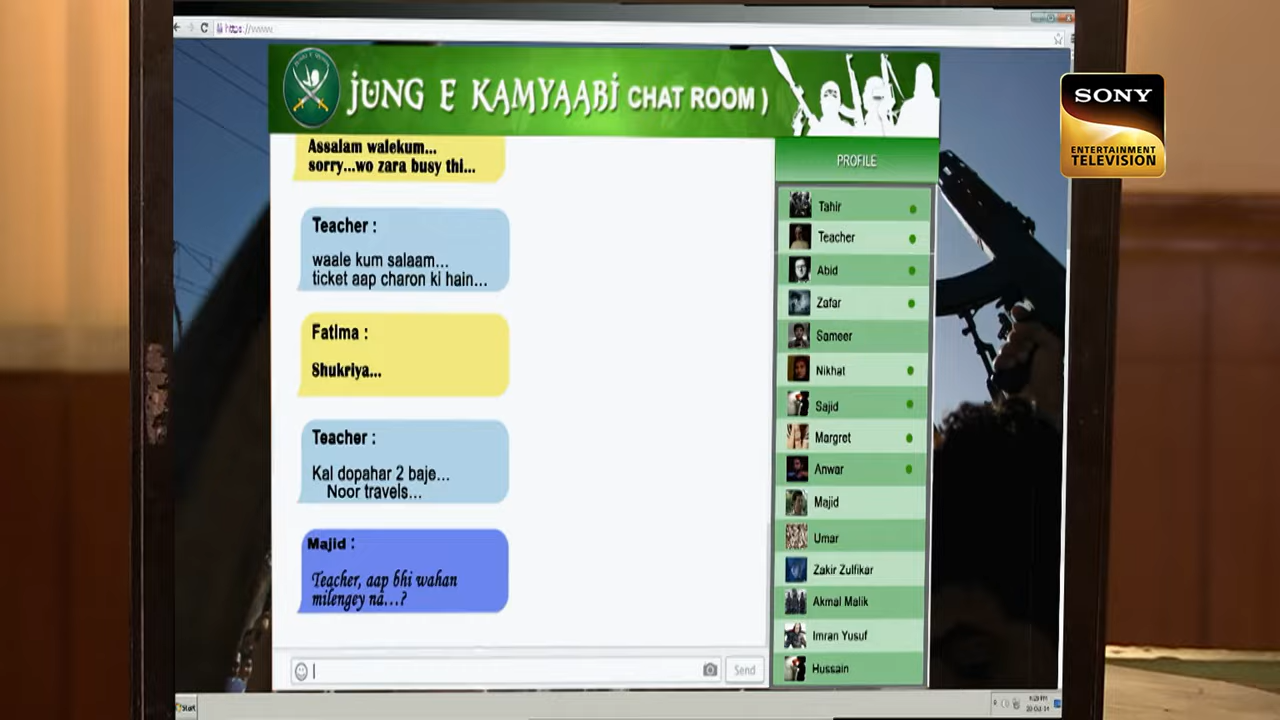 https://www.
JUNG E KAMYAABI CHAT ROOM )
SONY
ENTERTAINMENT
TELEVISION
Assalam walekum...
sorry...wo zara busy thi...
Teacher :
waale kum salaam...
ticket aap charon ki hain...
Fatima :
Shukriya...
Teacher :
Kal dopahar 2 baje...
Noor travels...
Majid :
Teacher, aap bhi wahan
milengey na...?
Send
PROFILE
Tahir
Teacher
Abid
Zafar
Sameer
Nikhat
Sajid
Margret
Anwar
Majid
Umar
Zakir Zulfikar
Akmal Malik
Imran Yusuf
Hussain
Start